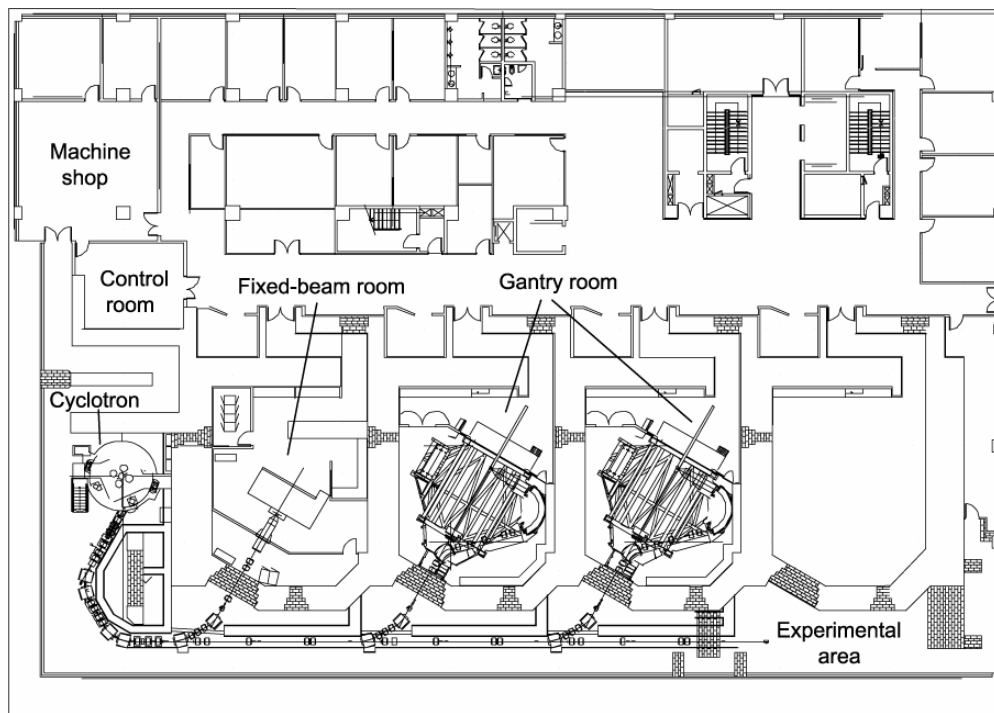 Machine
shop
Control
room
Fixed-beam room
Gantry room
Cyclotron
Experimental
area